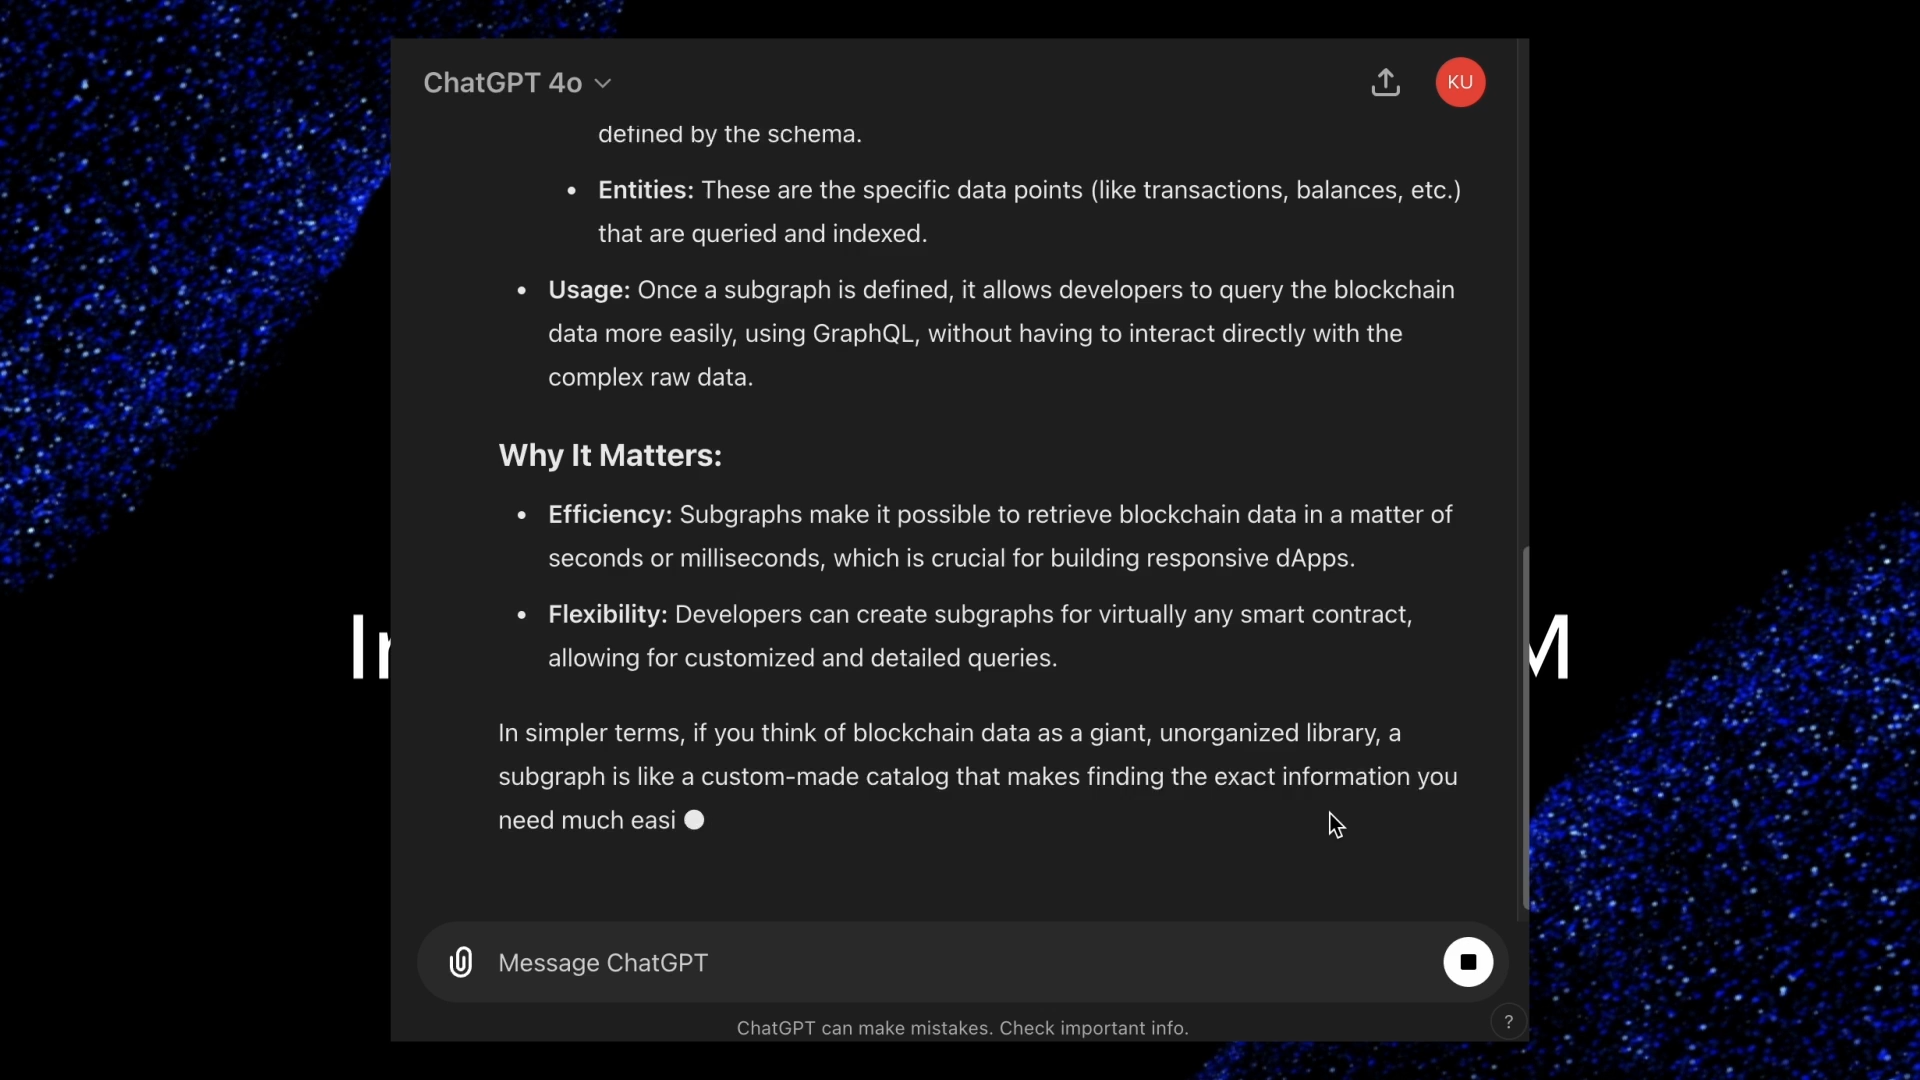 ChatGPT 4o
KU
defined by the schema.
• Entities: These are the specific data points (like transactions, balances, etc.)
that are queried and indexed.
• Usage: Once a subgraph is defined, it allows developers to query the blockchain
data more easily, using GraphQL, without having to interact directly with the
complex raw data.
Why It Matters:
• Efficiency: Subgraphs make it possible to retrieve blockchain data in a matter of
seconds or milliseconds, which is crucial for building responsive dApps.
• Flexibility: Developers can create subgraphs for virtually any smart contract,
allowing for customized and detailed queries.
In simpler terms, if you think of blockchain data as a giant, unorganized library, a
subgraph is like a custom-made catalog that makes finding the exact information you
need much easi
Message ChatGPT
ChatGPT can make mistakes. Check important info.
?